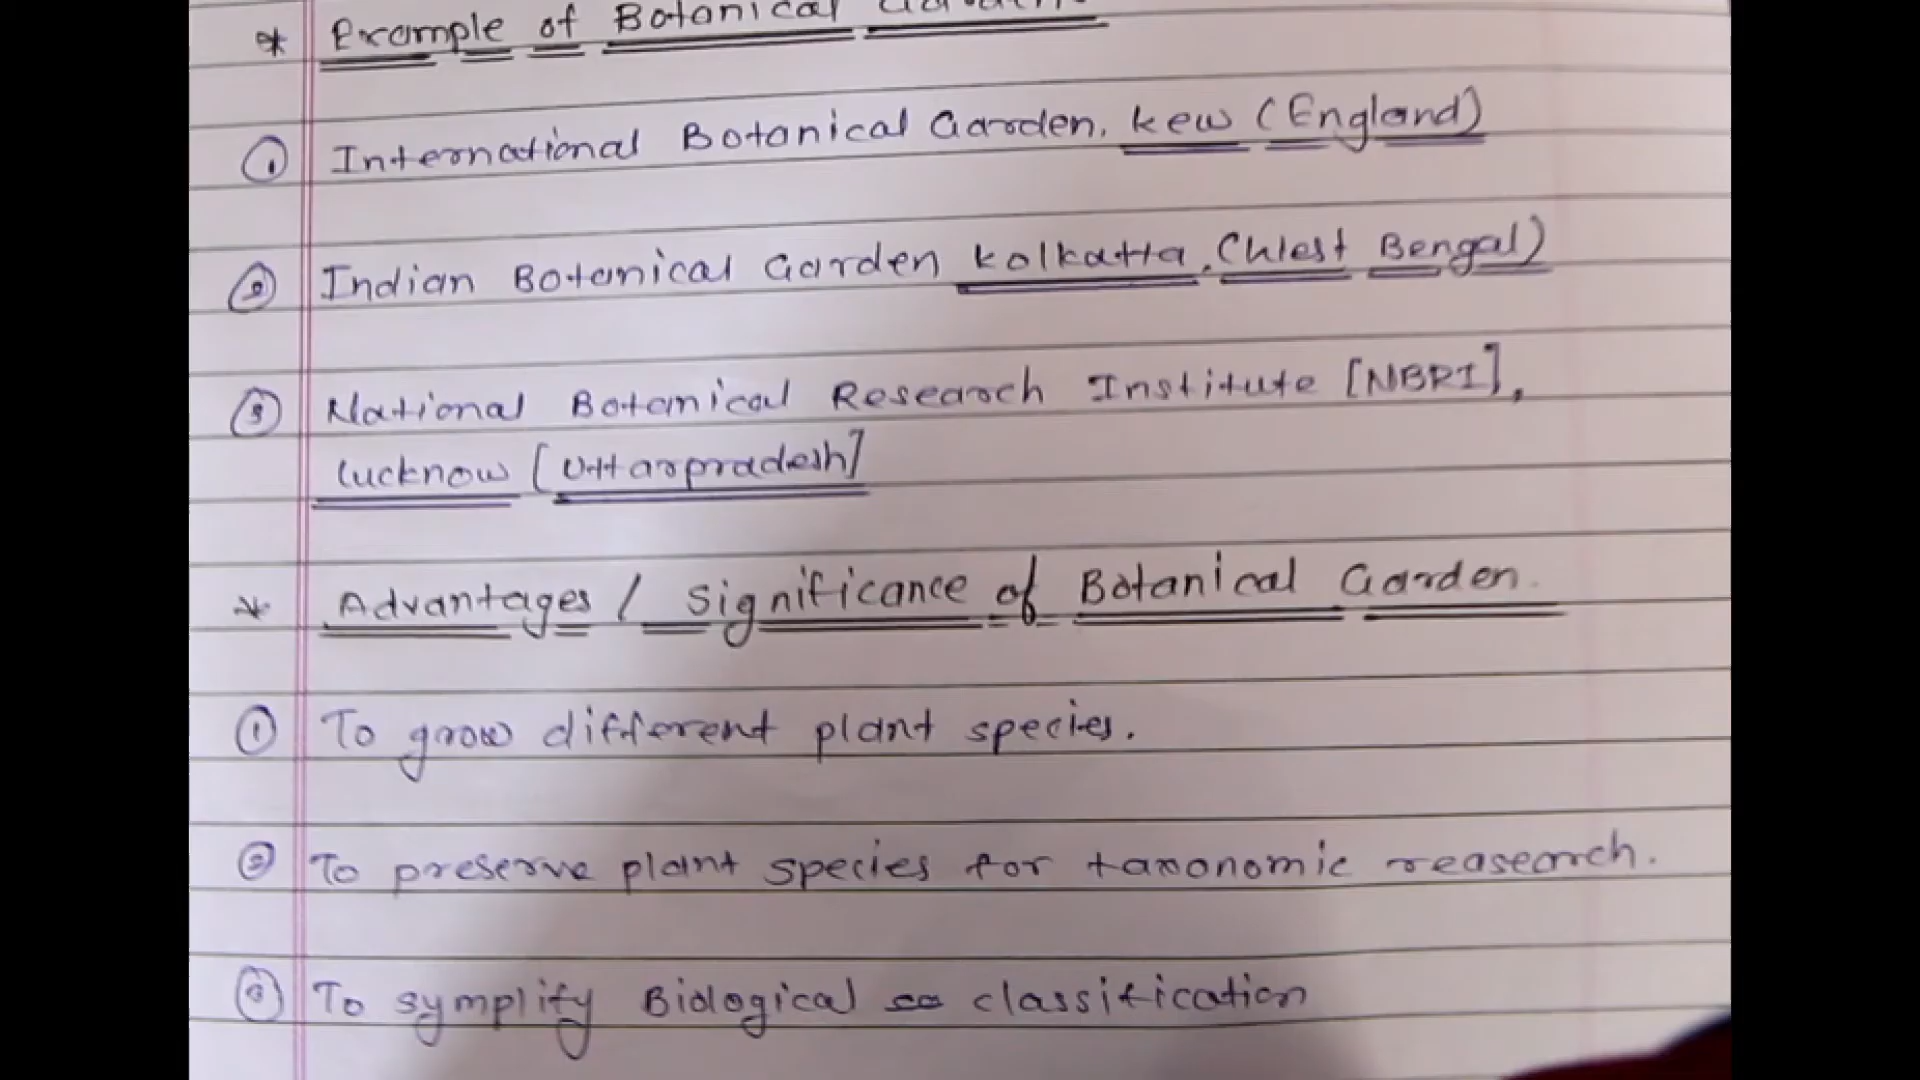 * Example of Botanical Garden
① International Botanical Garden, Kew (England)
② Indian Botanical Garden Kolkatta, (West Bengal)
③ National Botanical Research Institute [NBRI],
Lucknow [Uttarpradesh]
* Advantages / Significance of Botanical Garden.
① To grow different plant species.
② To preserve plant species for taxonomic reasearch.
③ To symplify Biological classification